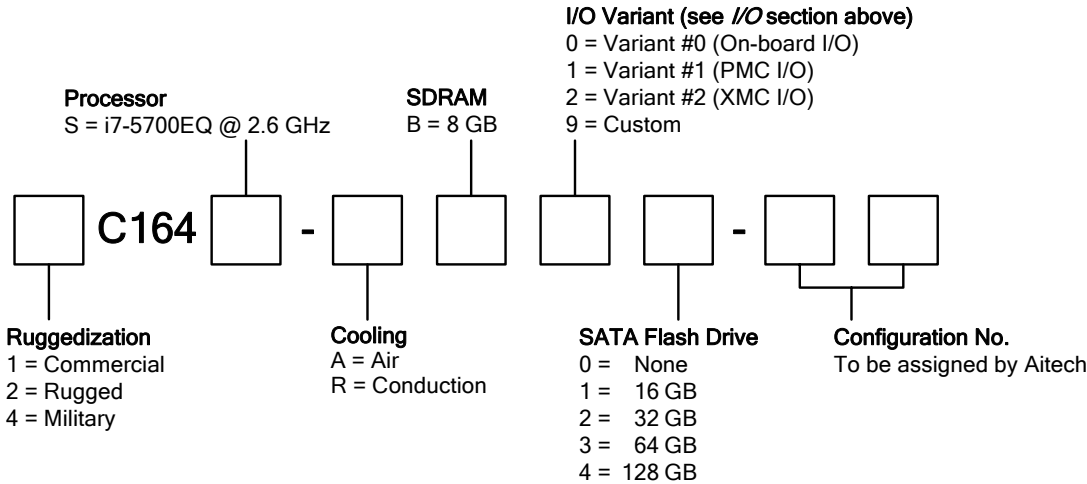 I/O Variant (see I/O section above)
0 = Variant #0 (On-board I/O)
1 = Variant #1 (PMC I/O)
2 = Variant #2 (XMC I/O)
9 = Custom
Processor
S = i7-5700EQ @ 2.6 GHz
SDRAM
B = 8 GB
C164 - -
Ruggedization
1 = Commercial
2 = Rugged
4 = Military
Cooling
A = Air
R = Conduction
SATA Flash Drive
0 = None
1 = 16 GB
2 = 32 GB
3 = 64 GB
4 = 128 GB
Configuration No.
To be assigned by Aitech